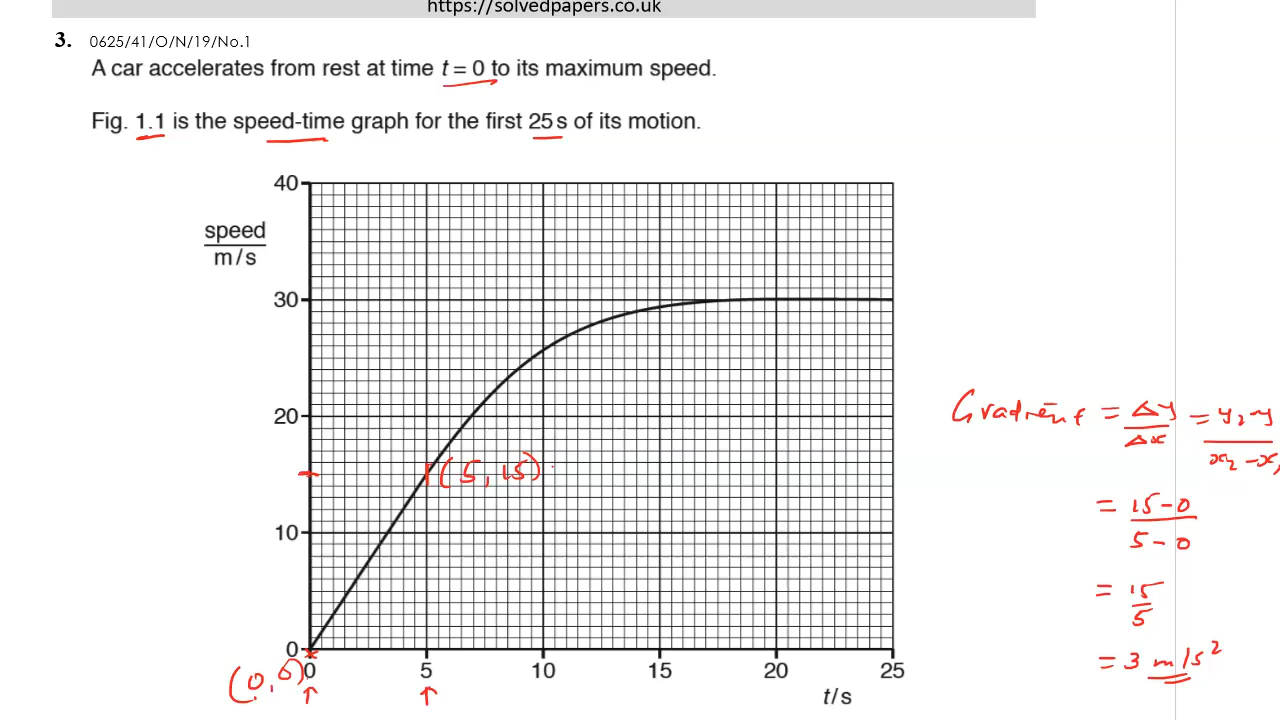 https://solvedpapers.co.uk
3. 0625/41/O/N/19/No.1
A car accelerates from rest at time t = 0 to its maximum speed.
Fig. 1.1 is the speed-time graph for the first 25 s of its motion.
40
speed
m/s
30
20
10
0
0 5 10 15 20 25
t/s
(5, 15)
(0, 0)
Gradient = Δy/Δx = y₂-y/x₂-x,
= 15-0/5-0
= 15/5
= 3 m/s²